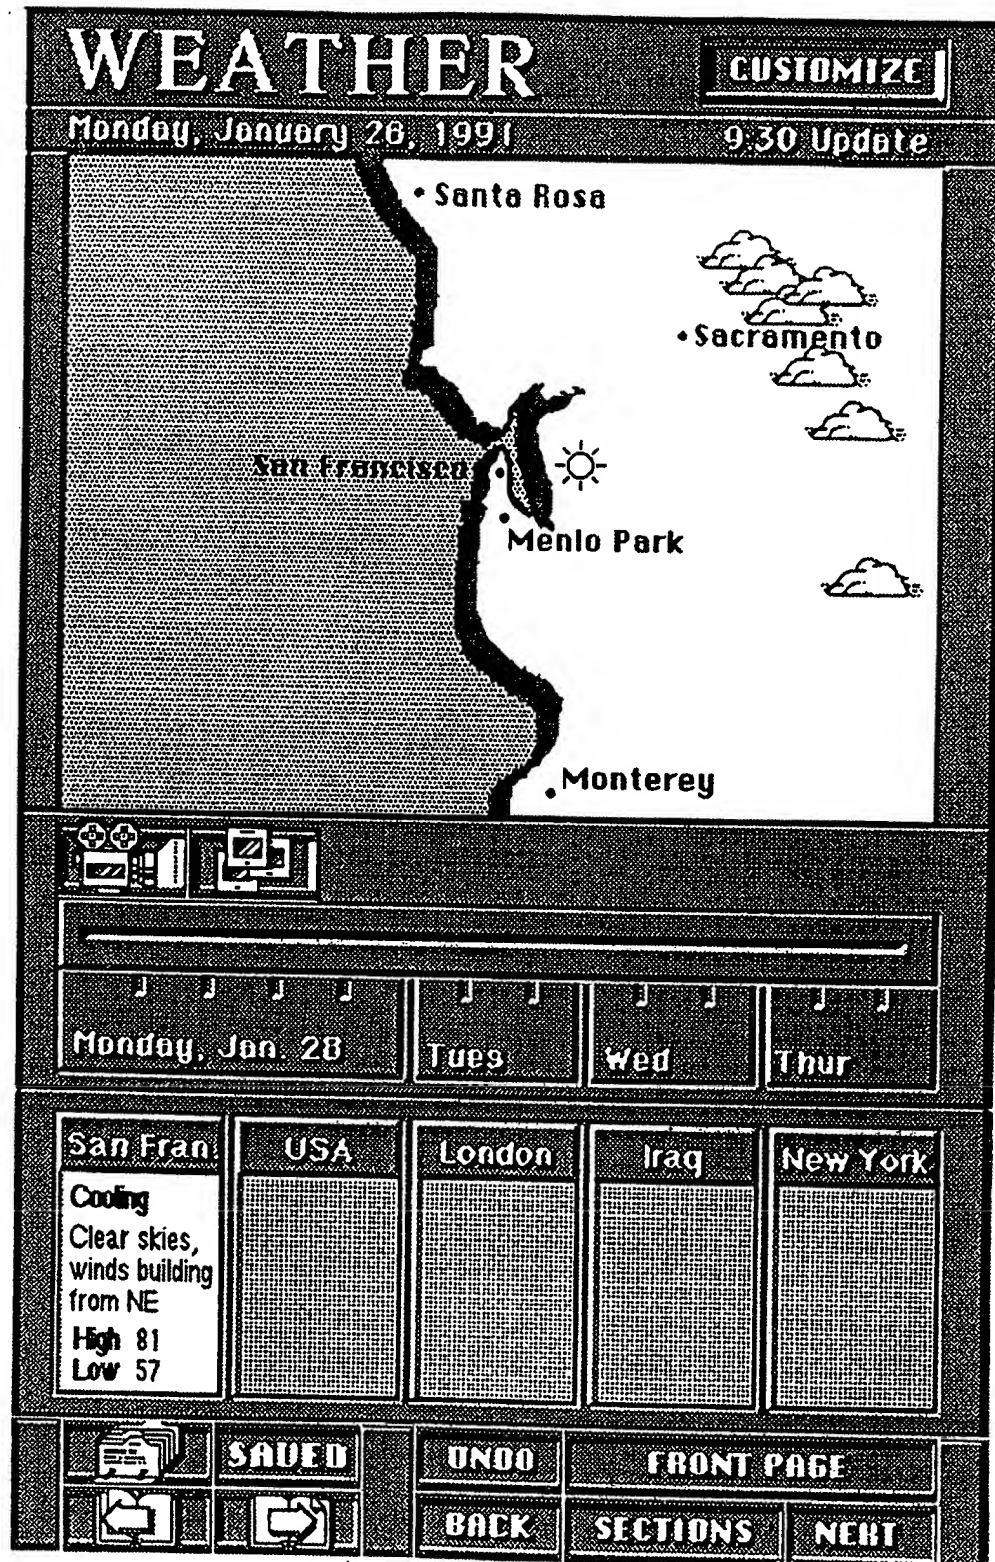 WEATHER
CUSTOMIZE
Monday, January 28, 1991
9:30 Update
Santa Rosa
Sacramento
San Francisco
Menlo Park
Monterey
Monday, Jan. 28
Tues
Wed
Thur
San Fran
USA
London
Iraq
New York
Cooling
Clear skies,
winds building
from NE
High 81
Low 57
SAVED
UNDO
FRONT PAGE
BACK
SECTIONS
NEXT